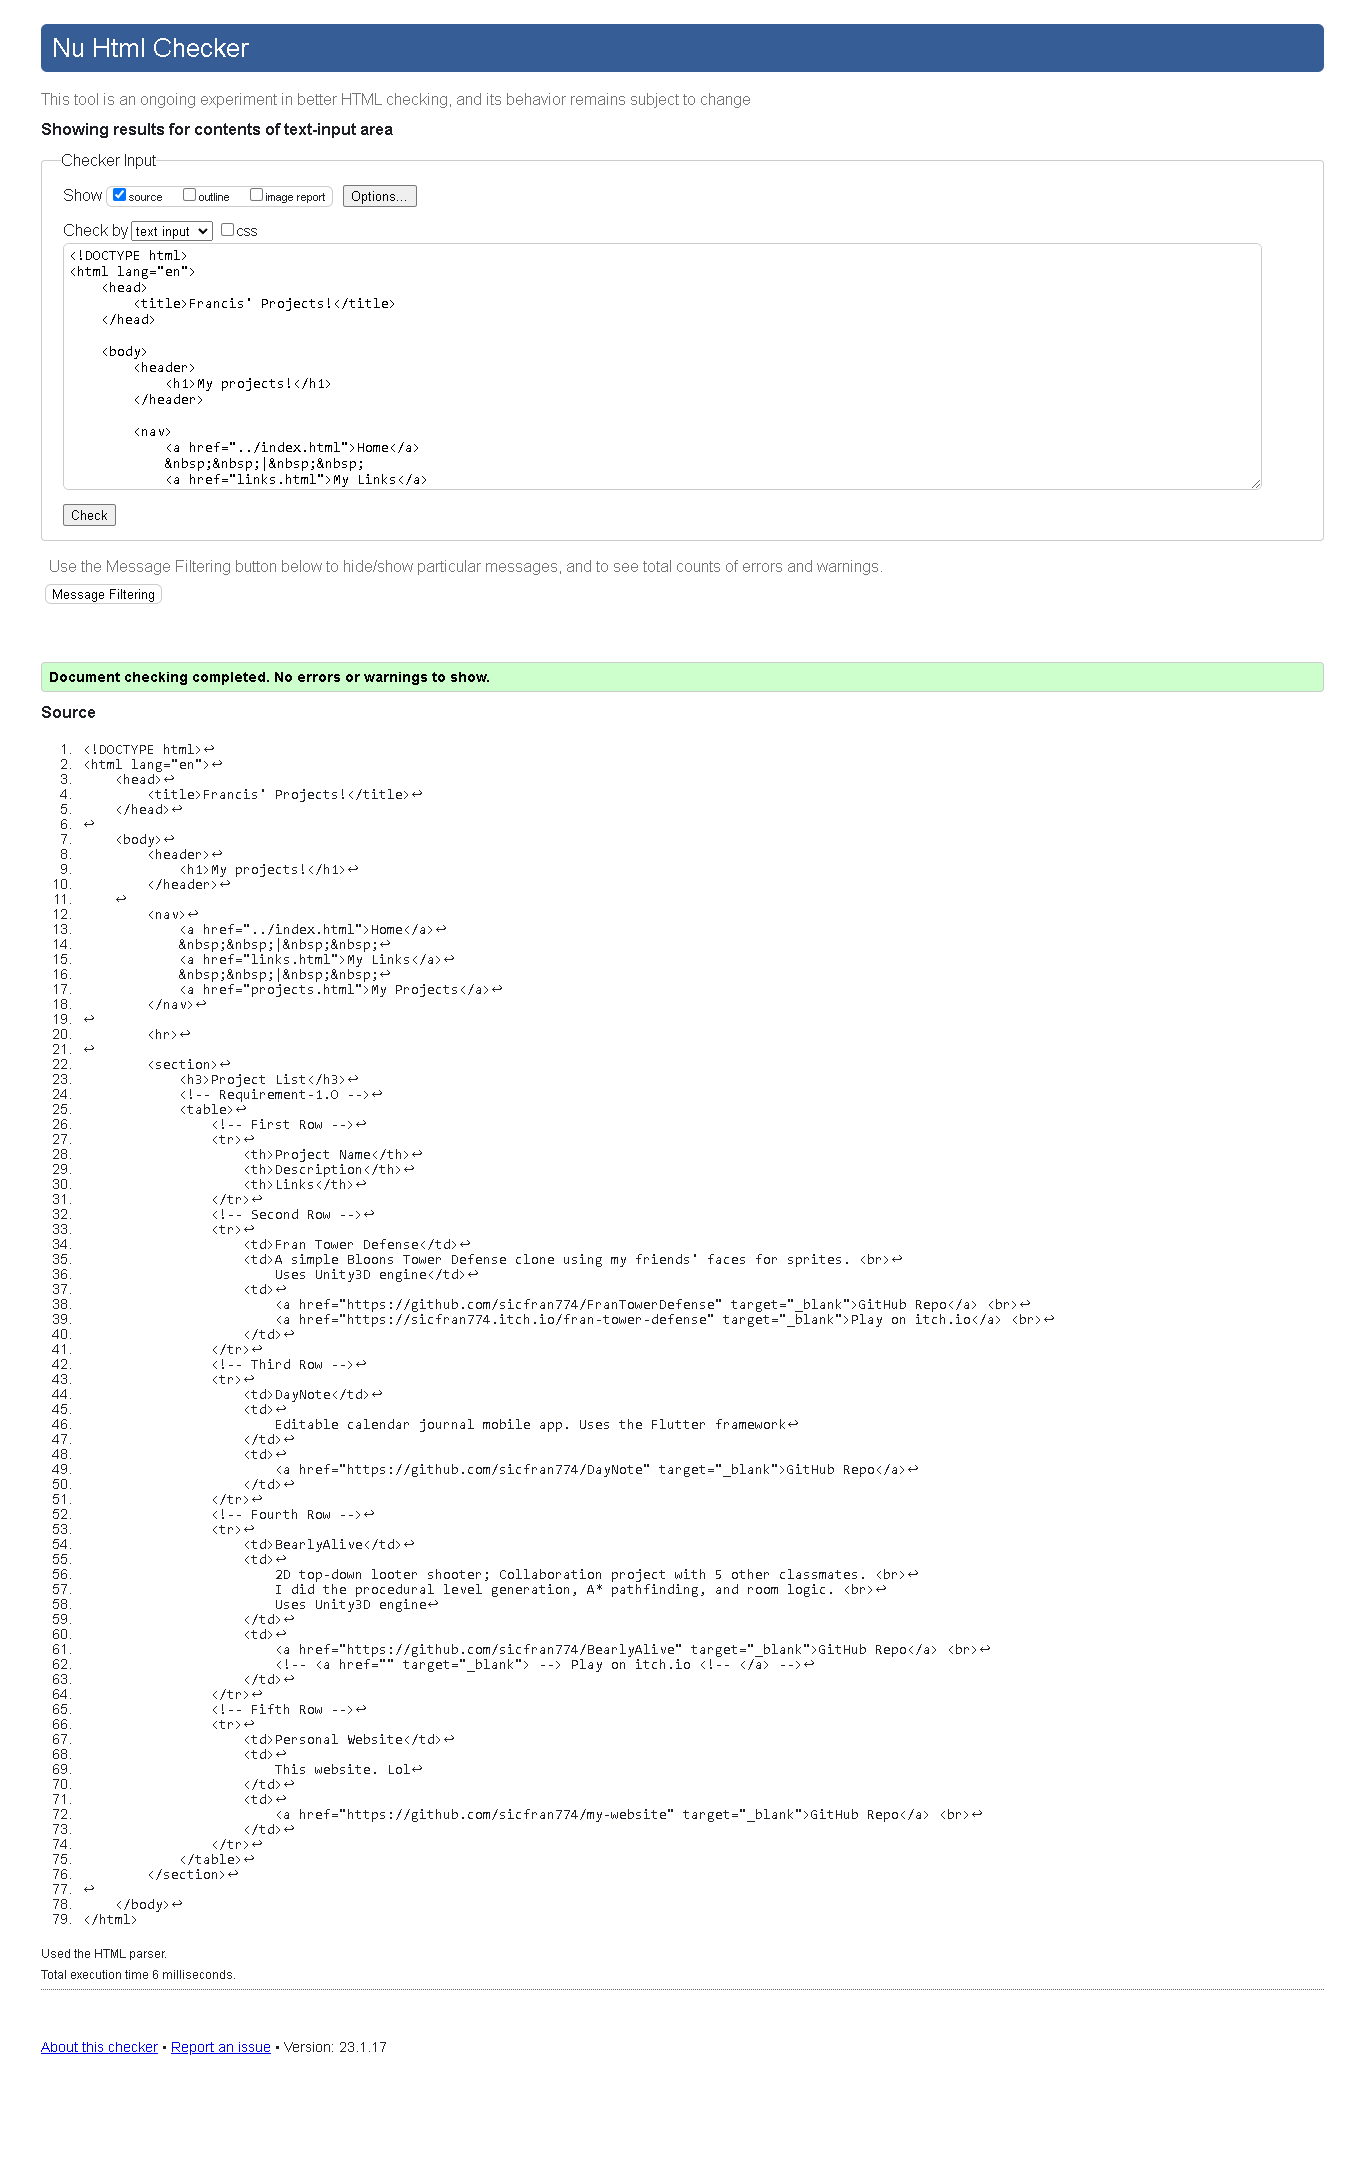 Nu Html Checker
This tool is an ongoing experiment in better HTML checking, and its behavior remains subject to change
Showing results for contents of text-input area
Checker Input
Show source outline image report Options...
Check by text input css
<!DOCTYPE html>
<html lang="en">
    <head>
        <title>Francis' Projects!</title>
    </head>

    <body>
        <header>
            <h1>My projects!</h1>
        </header>

        <nav>
            <a href="../index.html">Home</a>
            &nbsp;&nbsp;|&nbsp;&nbsp;
            <a href="links.html">My Links</a>
Check
Use the Message Filtering button below to hide/show particular messages, and to see total counts of errors and warnings.
Message Filtering
Document checking completed. No errors or warnings to show.
Source
1. <!DOCTYPE html>↩
2. <html lang="en">↩
3.     <head>↩
4.         <title>Francis' Projects!</title>↩
5.     </head>↩
6. ↩
7.     <body>↩
8.         <header>↩
9.             <h1>My projects!</h1>↩
10.         </header>↩
11.     ↩
12.         <nav>↩
13.             <a href="../index.html">Home</a>↩
14.             &nbsp;&nbsp;|&nbsp;&nbsp;↩
15.             <a href="links.html">My Links</a>↩
16.             &nbsp;&nbsp;|&nbsp;&nbsp;↩
17.             <a href="projects.html">My Projects</a>↩
18.         </nav>↩
19. ↩
20.         <hr>↩
21. ↩
22.         <section>↩
23.             <h3>Project List</h3>↩
24.             <!-- Requirement-1.O -->↩
25.             <table>↩
26.                 <!-- First Row -->↩
27.                 <tr>↩
28.                     <th>Project Name</th>↩
29.                     <th>Description</th>↩
30.                     <th>Links</th>↩
31.                 </tr>↩
32.                 <!-- Second Row -->↩
33.                 <tr>↩
34.                     <td>Fran Tower Defense</td>↩
35.                     <td>A simple Bloons Tower Defense clone using my friends' faces for sprites. <br>↩
36.                         Uses Unity3D engine</td>↩
37.                     <td>↩
38.                         <a href="https://github.com/sicfran774/FranTowerDefense" target="_blank">GitHub Repo</a> <br>↩
39.                         <a href="https://sicfran774.itch.io/fran-tower-defense" target="_blank">Play on itch.io</a> <br>↩
40.                     </td>↩
41.                 </tr>↩
42.                 <!-- Third Row -->↩
43.                 <tr>↩
44.                     <td>DayNote</td>↩
45.                     <td>↩
46.                         Editable calendar journal mobile app. Uses the Flutter framework↩
47.                     </td>↩
48.                     <td>↩
49.                         <a href="https://github.com/sicfran774/DayNote" target="_blank">GitHub Repo</a>↩
50.                     </td>↩
51.                 </tr>↩
52.                 <!-- Fourth Row -->↩
53.                 <tr>↩
54.                     <td>BearlyAlive</td>↩
55.                     <td>↩
56.                         2D top-down looter shooter; Collaboration project with 5 other classmates. <br>↩
57.                         I did the procedural level generation, A* pathfinding, and room logic. <br>↩
58.                         Uses Unity3D engine↩
59.                     </td>↩
60.                     <td>↩
61.                         <a href="https://github.com/sicfran774/BearlyAlive" target="_blank">GitHub Repo</a> <br>↩
62.                         <!-- <a href="" target="_blank"> --> Play on itch.io <!-- </a> -->↩
63.                     </td>↩
64.                 </tr>↩
65.                 <!-- Fifth Row -->↩
66.                 <tr>↩
67.                     <td>Personal Website</td>↩
68.                     <td>↩
69.                         This website. Lol↩
70.                     </td>↩
71.                     <td>↩
72.                         <a href="https://github.com/sicfran774/my-website" target="_blank">GitHub Repo</a> <br>↩
73.                     </td>↩
74.                 </tr>↩
75.             </table>↩
76.         </section>↩
77. ↩
78.     </body>↩
79. </html>
Used the HTML parser.
Total execution time 6 milliseconds.
About this checker • Report an issue • Version: 23.1.17